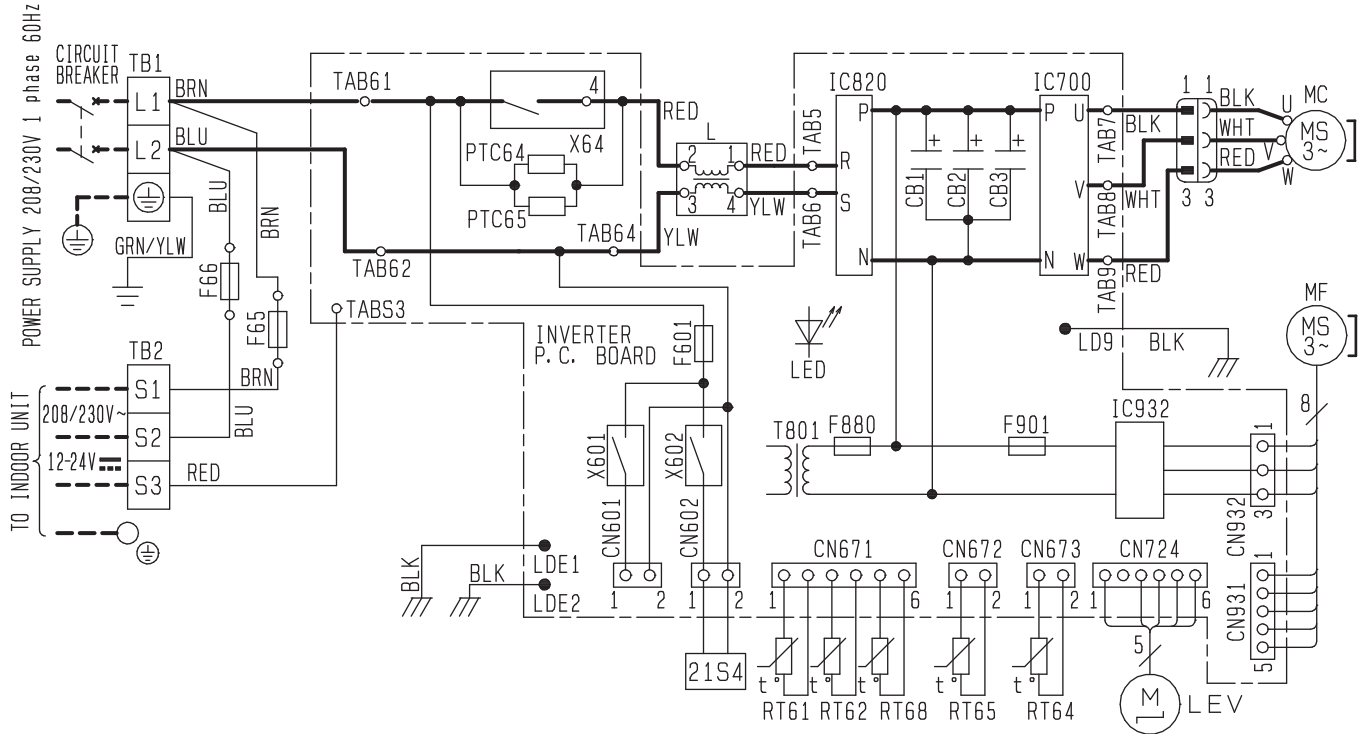 POWER SUPPLY 208/230V 1 phase 60Hz
CIRCUIT
BREAKER
TB1
L1
L2
BRN
BLU
GRN/YLW
BLU
BRN
F66
F65
TAB61
TAB62
TABS3
4
X64
PTC64
PTC65
TAB64
RED
YLW
L
2
1
3
4
RED
YLW
TAB5
TAB6
IC820
P
R
S
N
CB1
+
CB2
+
CB3
+
IC700
P
U
V
N
W
TAB7
TAB8
TAB9
BLK
WHT
RED
1
1
3
3
BLK
WHT
RED
U
V
W
MC
MS
3~
TB2
S1
S2
S3
BRN
BLU
RED
TO INDOOR UNIT
208/230V~
12-24V
INVERTER
P.C. BOARD
F601
X601
X602
CN601
CN602
1
2
1
2
21S4
BLK
LDE1
BLK
LDE2
LED
LD9
BLK
T801
F880
F901
IC932
MF
MS
3~
8
1
3
CN932
1
5
CN931
CN671
1
6
CN672
1
2
CN673
1
2
CN724
1
6
t°
RT61
t°
RT62
t°
RT68
t°
RT65
t°
RT64
5
M
LEV